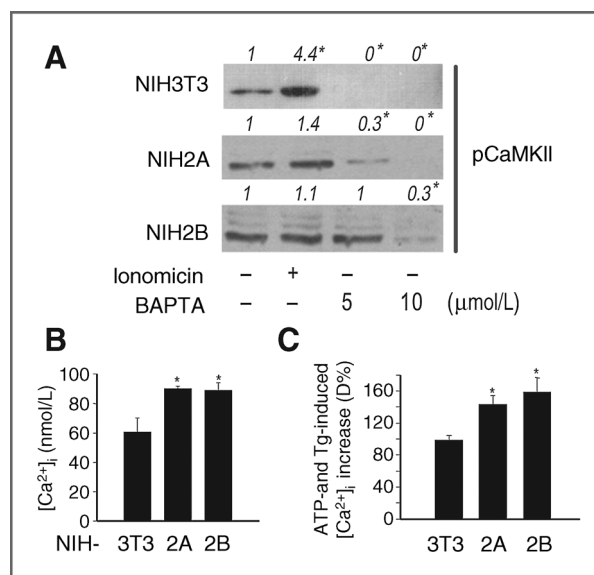 A
1 4.4* 0* 0*
NIH3T3
1 1.4 0.3* 0*
NIH2A
pCaMKII
1 1.1 1 0.3*
NIH2B
Ionomicin – + – –
BAPTA – – 5 10 (μmol/L)
B
[Ca2+]i (nmol/L)
100
80
60
40
20
0
* *
NIH- 3T3 2A 2B
C
ATP-and Tg-induced
[Ca2+]i increase (D%)
160
120
80
40
0
* *
3T3 2A 2B